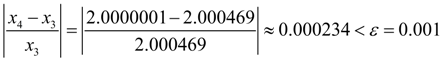 |x₄ − x₃ / x₃| = |2.0000001 − 2.000469 / 2.000469| ≈ 0.000234 < ε = 0.001